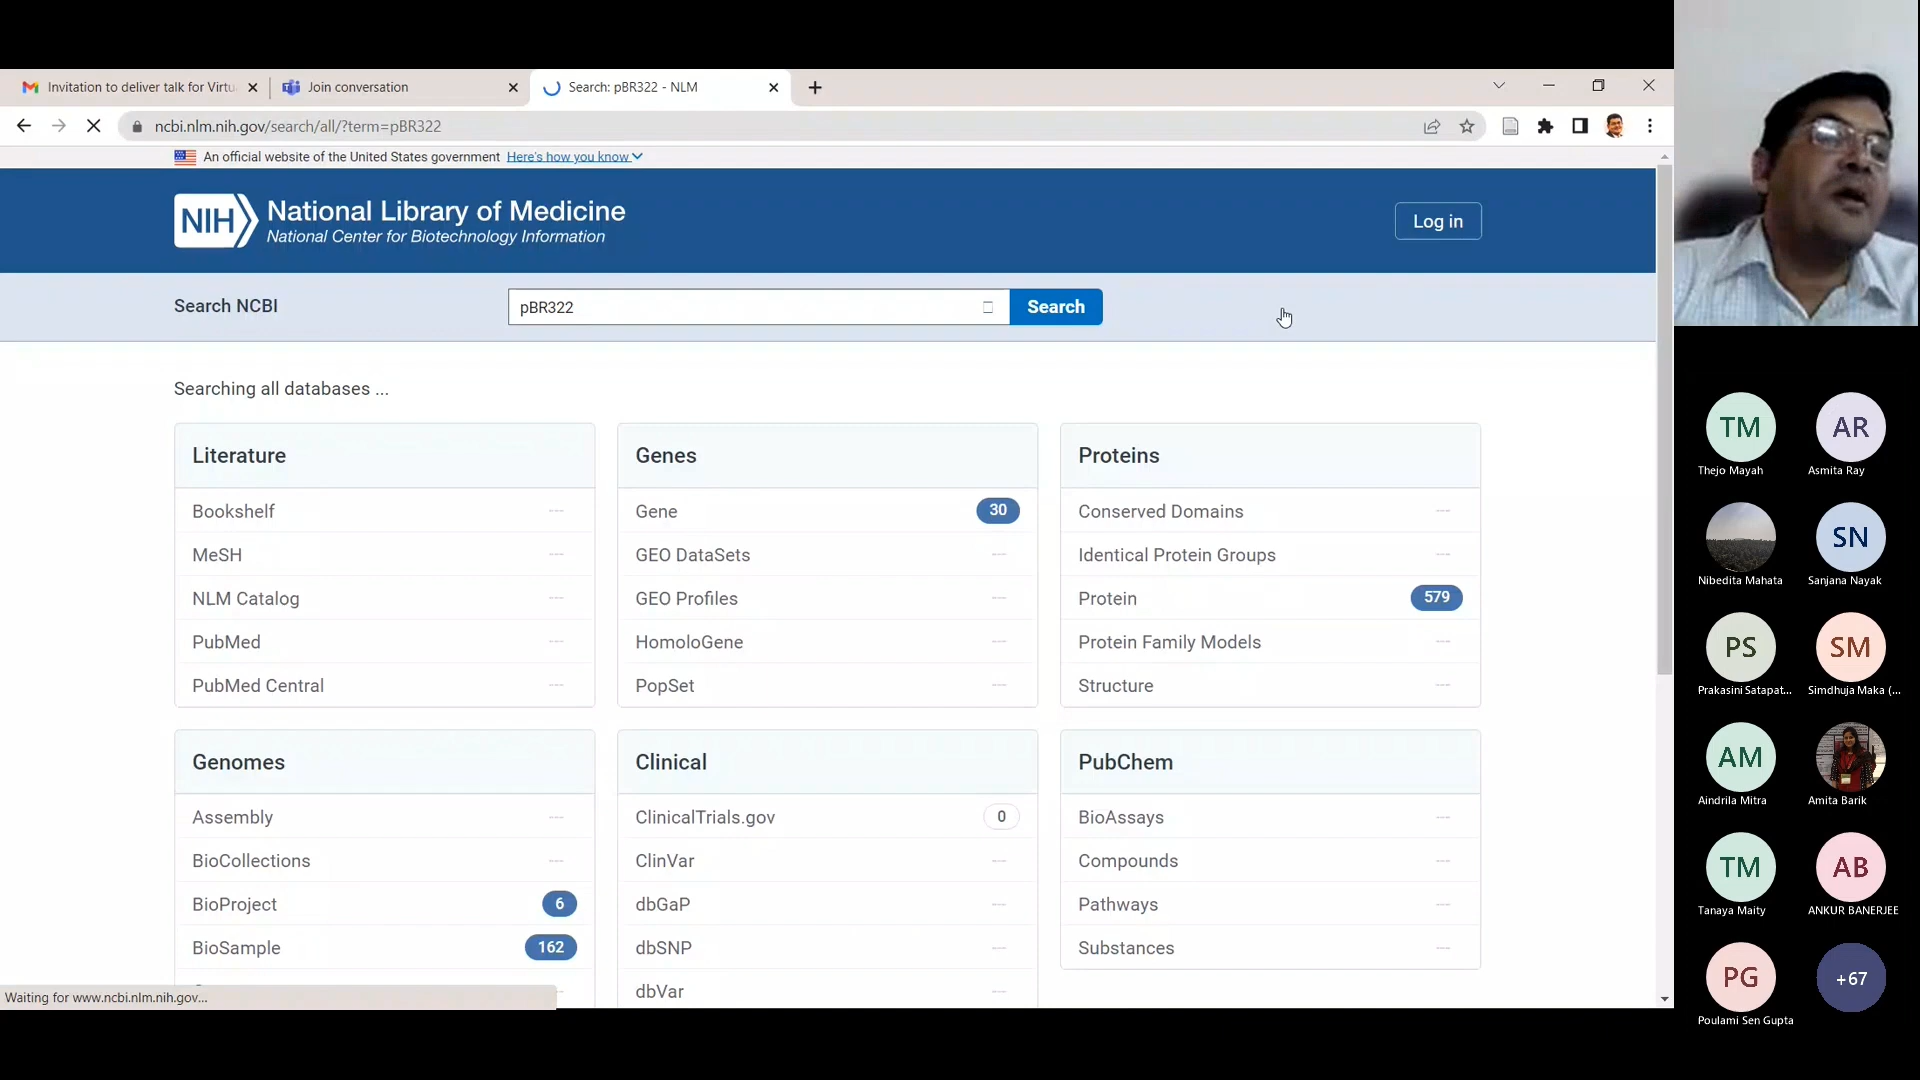 Invitation to deliver talk for Virtu
Join conversation
Search: pBR322 - NLM
ncbi.nlm.nih.gov/search/all/?term=pBR322
An official website of the United States government Here's how you know
NIH National Library of Medicine
National Center for Biotechnology Information
Log in
Search NCBI
pBR322
Search
Searching all databases ...
Literature
Bookshelf ---
MeSH ---
NLM Catalog ---
PubMed ---
PubMed Central ---
Genes
Gene 30
GEO DataSets ---
GEO Profiles ---
HomoloGene ---
PopSet ---
Proteins
Conserved Domains ---
Identical Protein Groups ---
Protein 579
Protein Family Models ---
Structure ---
Genomes
Assembly ---
BioCollections ---
BioProject 6
BioSample 162
Clinical
ClinicalTrials.gov 0
ClinVar ---
dbGaP ---
dbSNP ---
dbVar ---
PubChem
BioAssays ---
Compounds ---
Pathways ---
Substances ---
Waiting for www.ncbi.nlm.nih.gov...
TM
Thejo Mayah
AR
Asmita Ray
Nibedita Mahata
SN
Sanjana Nayak
PS
Prakasini Satapat...
SM
Simdhuja Maka (...
AM
Aindrila Mitra
Amita Barik
TM
Tanaya Maity
AB
ANKUR BANERJEE
PG
Poulami Sen Gupta
+67